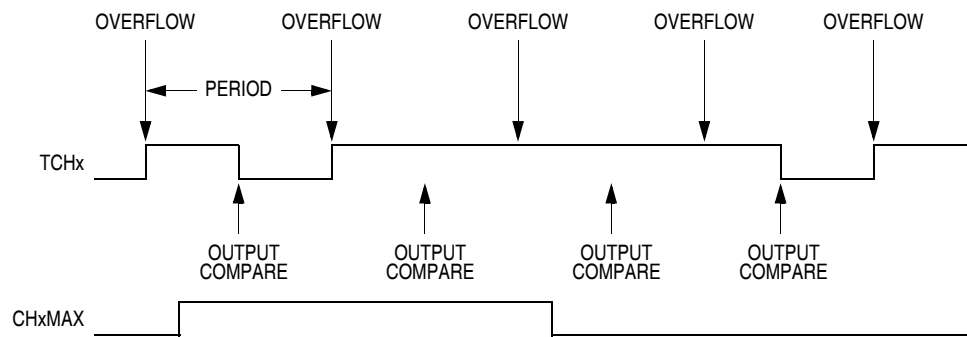 OVERFLOW OVERFLOW OVERFLOW OVERFLOW OVERFLOW
PERIOD
TCHx
OUTPUT COMPARE
OUTPUT COMPARE
OUTPUT COMPARE
OUTPUT COMPARE
CHxMAX